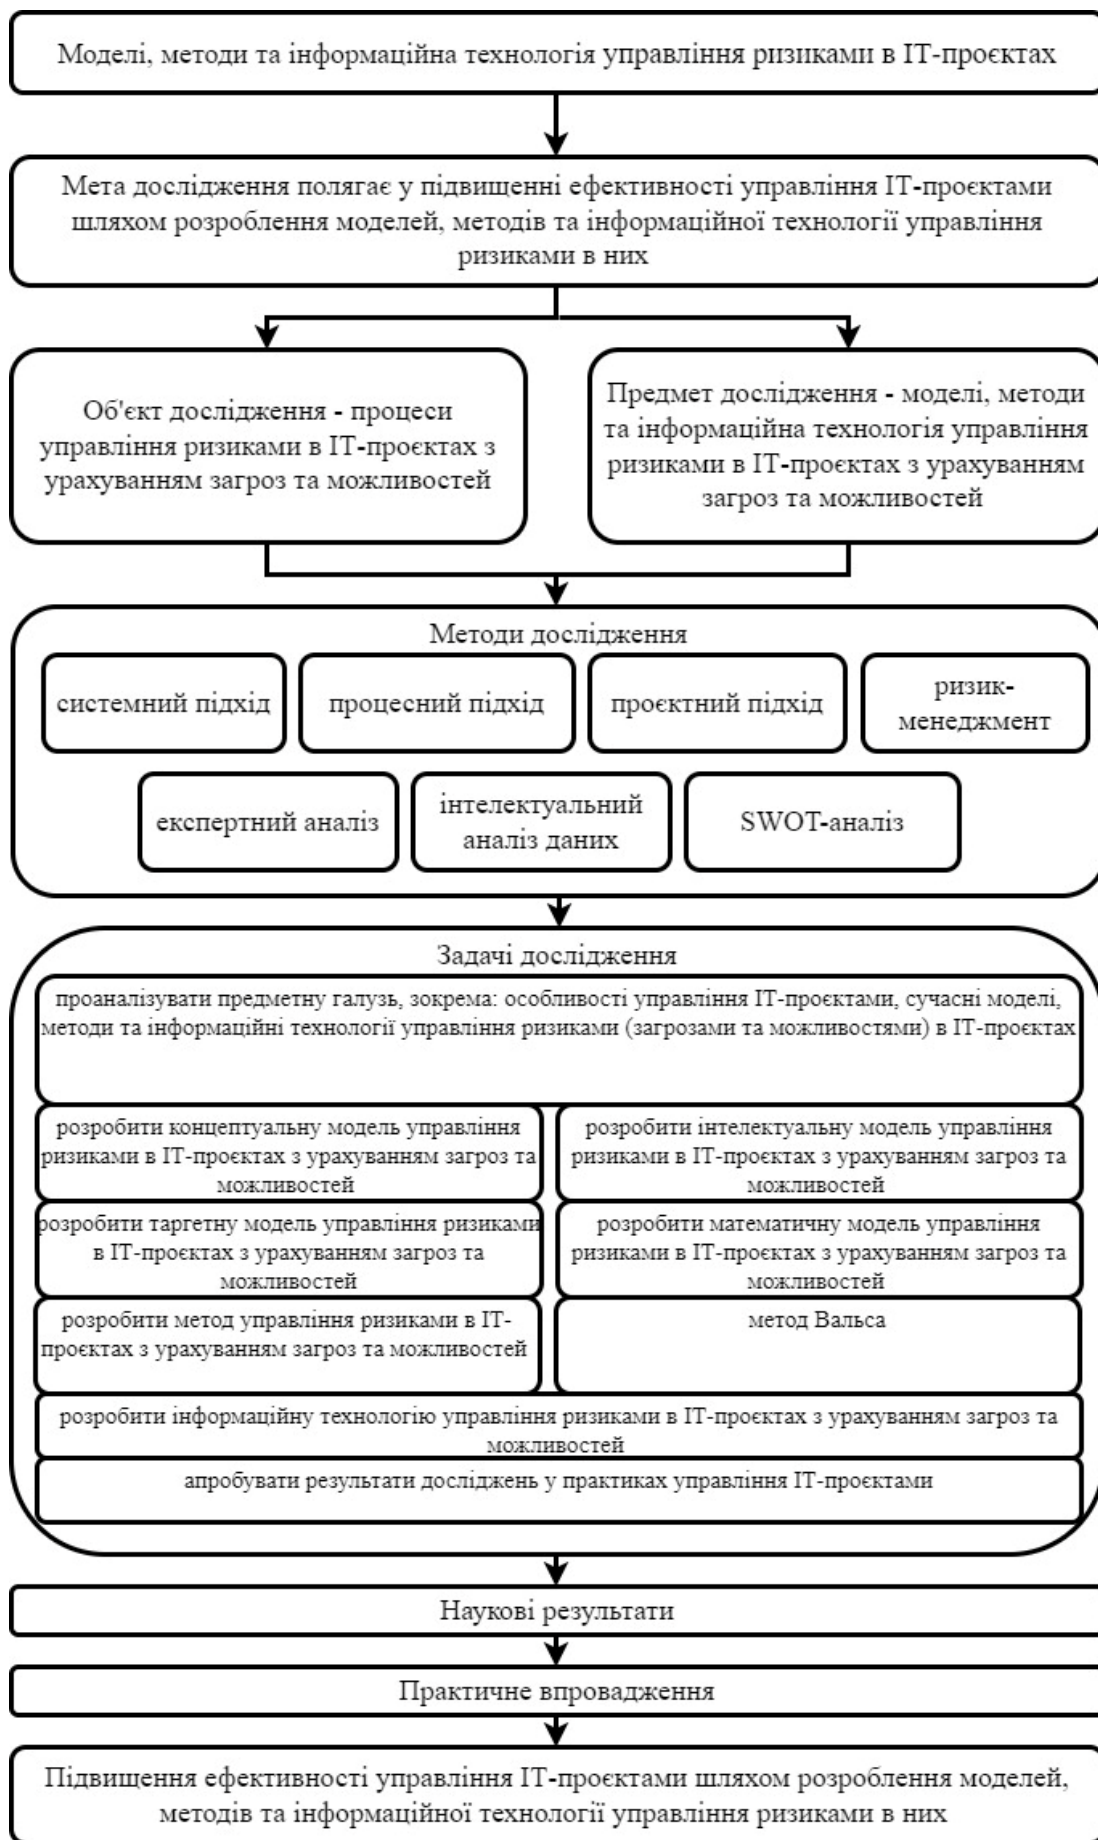 Моделі, методи та інформаційна технологія управління ризиками в ІТ-проєктах
Мета дослідження полягає у підвищенні ефективності управління ІТ-проєктами
шляхом розроблення моделей, методів та інформаційної технології управління
ризиками в них
Об'єкт дослідження - процеси
управління ризиками в ІТ-проєктах з
урахуванням загроз та можливостей
Предмет дослідження - моделі, методи
та інформаційна технологія управління
ризиками в ІТ-проєктах з урахуванням
загроз та можливостей
Методи дослідження
системний підхід
процесний підхід
проєктний підхід
ризик-
менеджмент
експертний аналіз
інтелектуальний
аналіз даних
SWOT-аналіз
Задачі дослідження
проаналізувати предметну галузь, зокрема: особливості управління ІТ-проєктами, сучасні моделі,
методи та інформаційні технології управління ризиками (загрозами та можливостями) в ІТ-проєктах
розробити концептуальну модель управління
ризиками в ІТ-проєктах з урахуванням загроз та
можливостей
розробити інтелектуальну модель управління
ризиками в ІТ-проєктах з урахуванням загроз та
можливостей
розробити таргетну модель управління ризиками
в ІТ-проєктах з урахуванням загроз та
можливостей
розробити математичну модель управління
ризиками в ІТ-проєктах з урахуванням загроз та
можливостей
розробити метод управління ризиками в ІТ-
проєктах з урахуванням загроз та можливостей
метод Вальса
розробити інформаційну технологію управління ризиками в ІТ-проєктах з урахуванням загроз та
можливостей
апробувати результати досліджень у практиках управління ІТ-проєктами
Наукові результати
Практичне впровадження
Підвищення ефективності управління ІТ-проєктами шляхом розроблення моделей,
методів та інформаційної технології управління ризиками в них